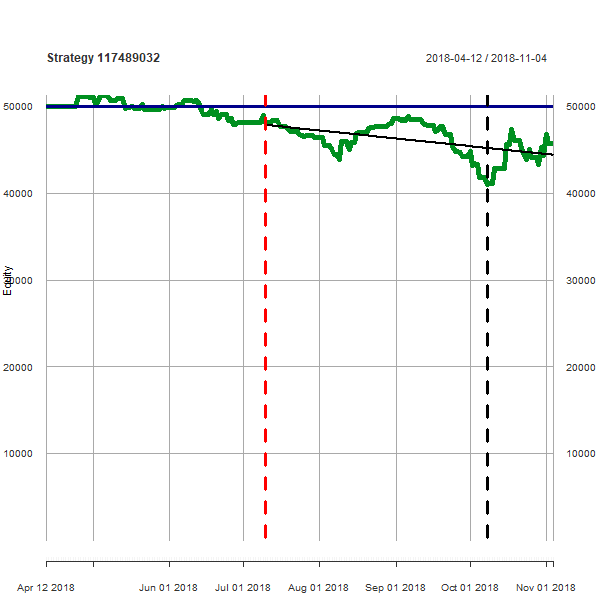 Strategy 117489032
2018-04-12 / 2018-11-04
50000 50000
40000 40000
30000 30000
Equity
20000 20000
10000 10000
Apr 12 2018 Jun 01 2018 Jul 01 2018 Aug 01 2018 Sep 01 2018 Oct 01 2018 Nov 01 2018